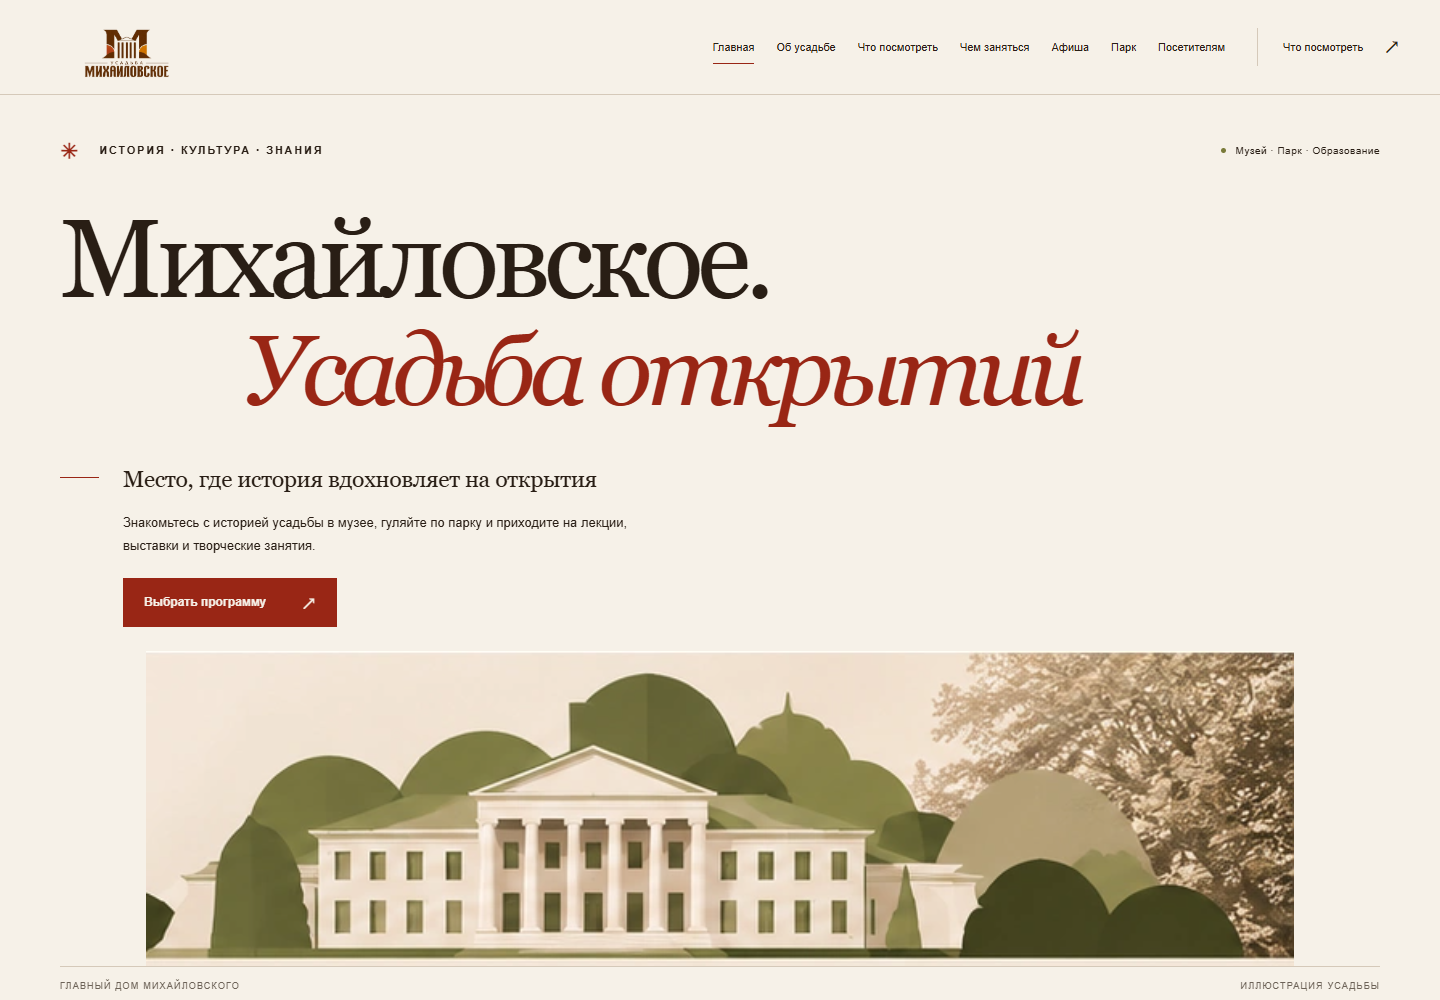 УСАДЬБА
МИХАЙЛОВСКОЕ
Главная Об усадьбе Что посмотреть Чем заняться Афиша Парк Посетителям Что посмотреть ↗
ИСТОРИЯ · КУЛЬТУРА · ЗНАНИЯ
Музей · Парк · Образование
Михайловское.
Усадьба открытий
Место, где история вдохновляет на открытия
Знакомьтесь с историей усадьбы в музее, гуляйте по парку и приходите на лекции,
выставки и творческие занятия.
Выбрать программу ↗
ГЛАВНЫЙ ДОМ МИХАЙЛОВСКОГО
ИЛЛЮСТРАЦИЯ УСАДЬБЫ